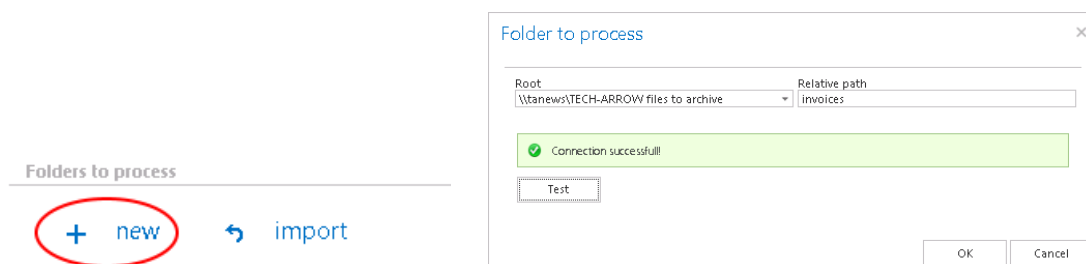 Folders to process
+ new
import
Folder to process
×
Root
Relative path
\\tanews\TECH-ARROW files to archive
invoices
Connection successfull!
Test
OK
Cancel